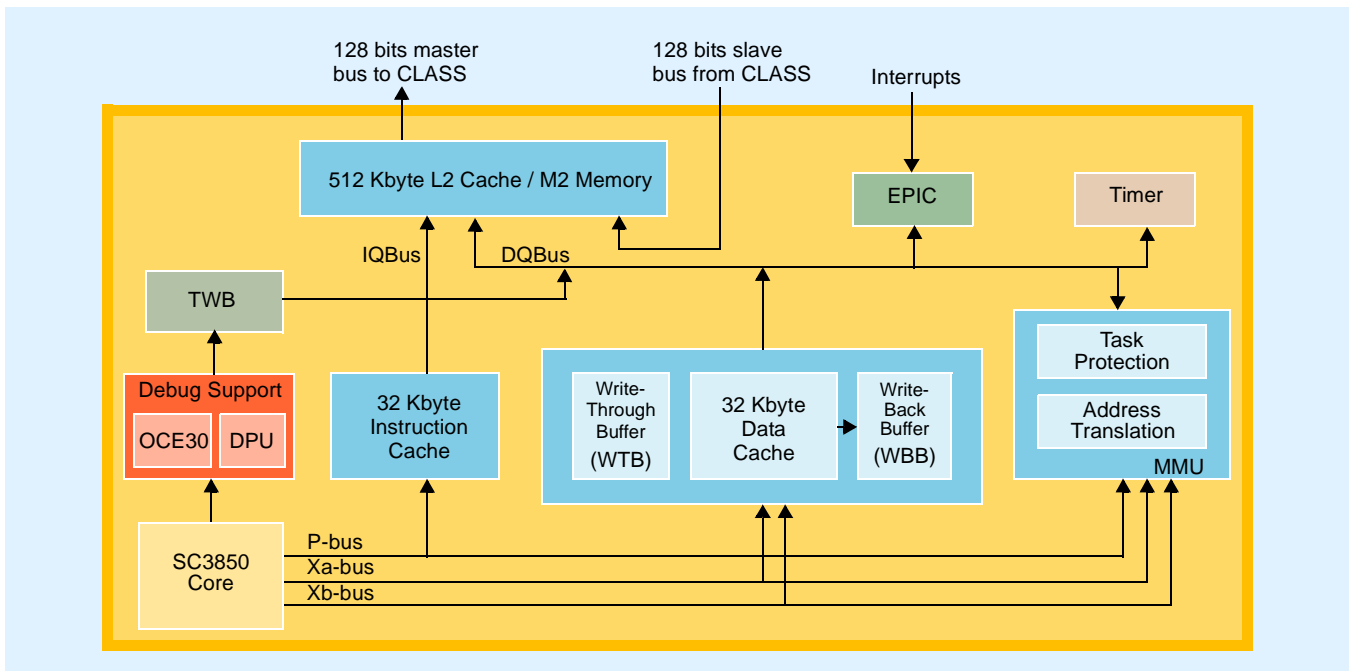 128 bits master
bus to CLASS
128 bits slave
bus from CLASS
Interrupts
512 Kbyte L2 Cache / M2 Memory
EPIC
Timer
IQBus
DQBus
TWB
Task
Protection
Address
Translation
MMU
Debug Support
OCE30
DPU
32 Kbyte
Instruction
Cache
Write-
Through
Buffer
(WTB)
32 Kbyte
Data
Cache
Write-
Back
Buffer
(WBB)
SC3850
Core
P-bus
Xa-bus
Xb-bus